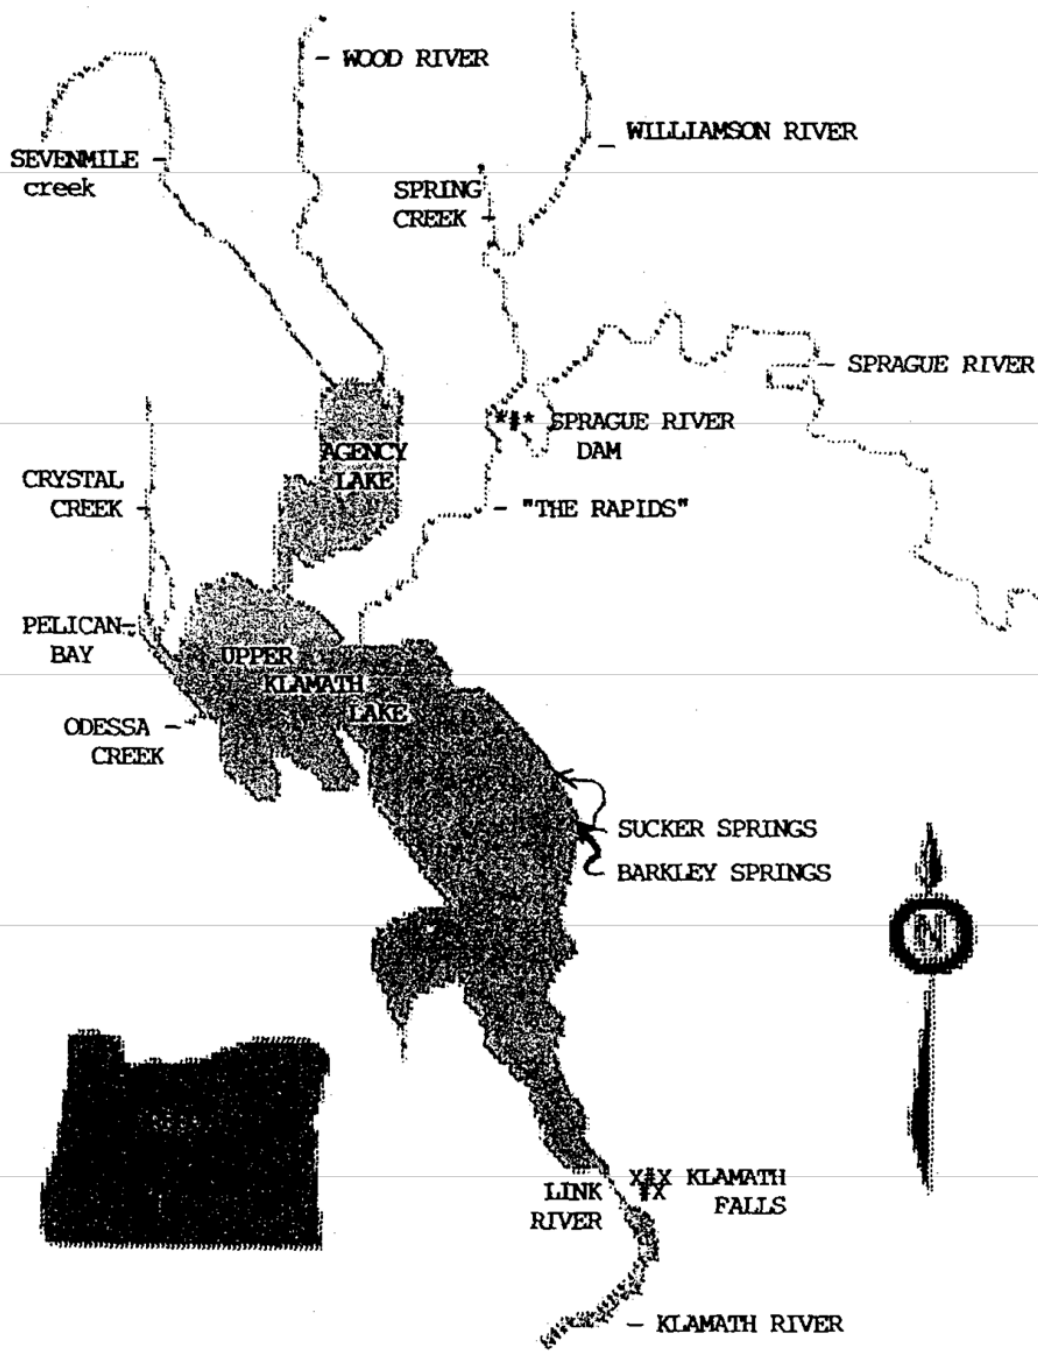 WOOD RIVER
WILLIAMSON RIVER
SEVENMILE
creek
SPRING
CREEK
SPRAGUE RIVER
*#* SPRAGUE RIVER
DAM
AGENCY
LAKE
CRYSTAL
CREEK
"THE RAPIDS"
PELICAN
BAY
UPPER
KLAMATH
LAKE
ODESSA
CREEK
SUCKER SPRINGS
BARKLEY SPRINGS
N
X#X KLAMATH
#X FALLS
LINK
RIVER
KLAMATH RIVER